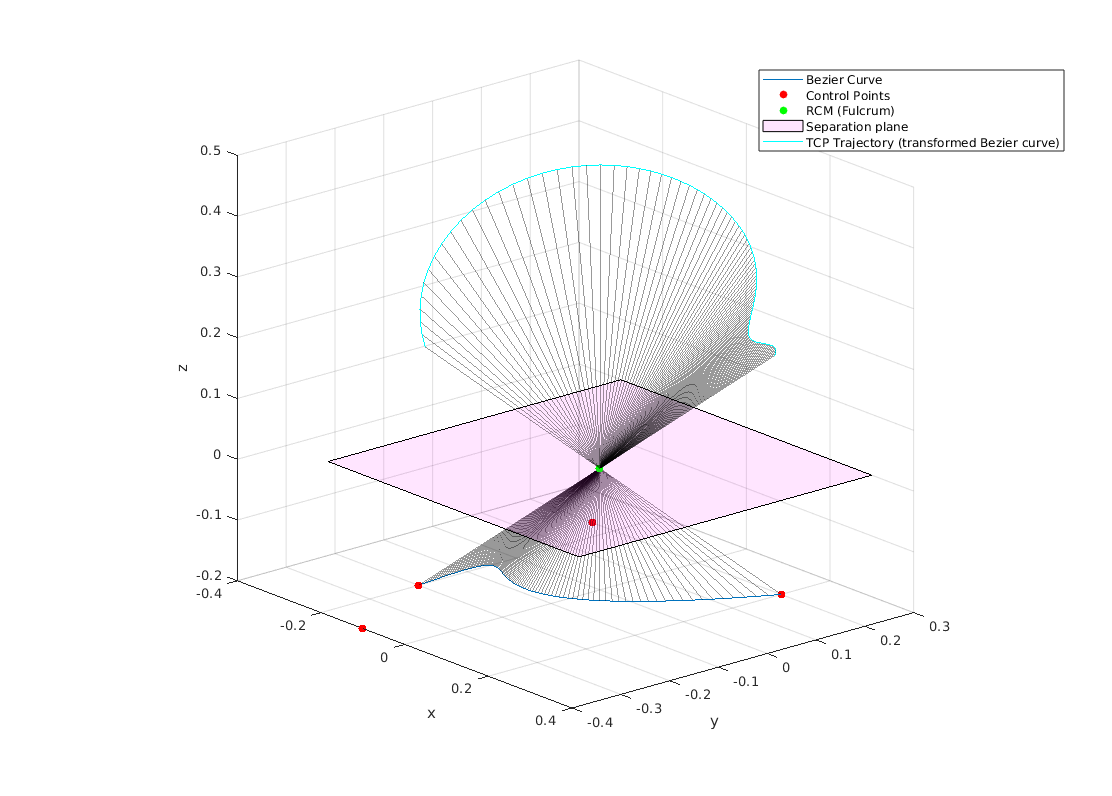 Bezier Curve
Control Points
RCM (Fulcrum)
Separation plane
TCP Trajectory (transformed Bezier curve)
0.5
0.4
0.3
0.2
0.1
0
-0.1
-0.2
z
-0.4
-0.2
0
0.2
0.4
x
-0.4
-0.3
-0.2
-0.1
0
0.1
0.2
0.3
y